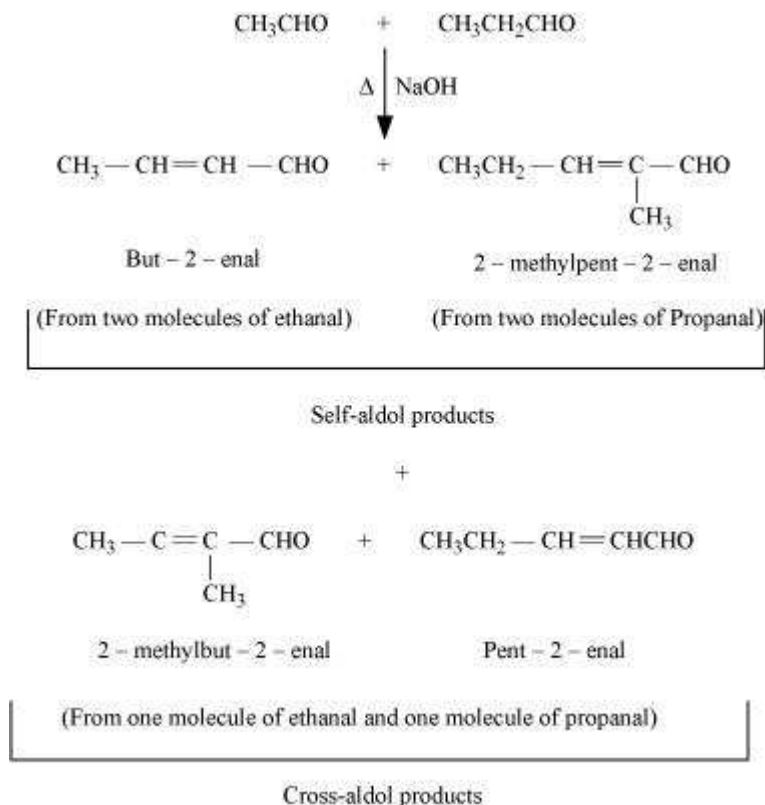 CH₃CHO + CH₃CH₂CHO
Δ NaOH
CH₃ — CH = CH — CHO + CH₃CH₂ — CH = C — CHO
|
CH₃
But – 2 – enal 2 – methylpent – 2 – enal
(From two molecules of ethanal) (From two molecules of Propanal)
Self-aldol products
+
CH₃ — C = C — CHO + CH₃CH₂ — CH = CHCHO
|
CH₃
2 – methylbut – 2 – enal Pent – 2 – enal
(From one molecule of ethanal and one molecule of propanal)
Cross-aldol products